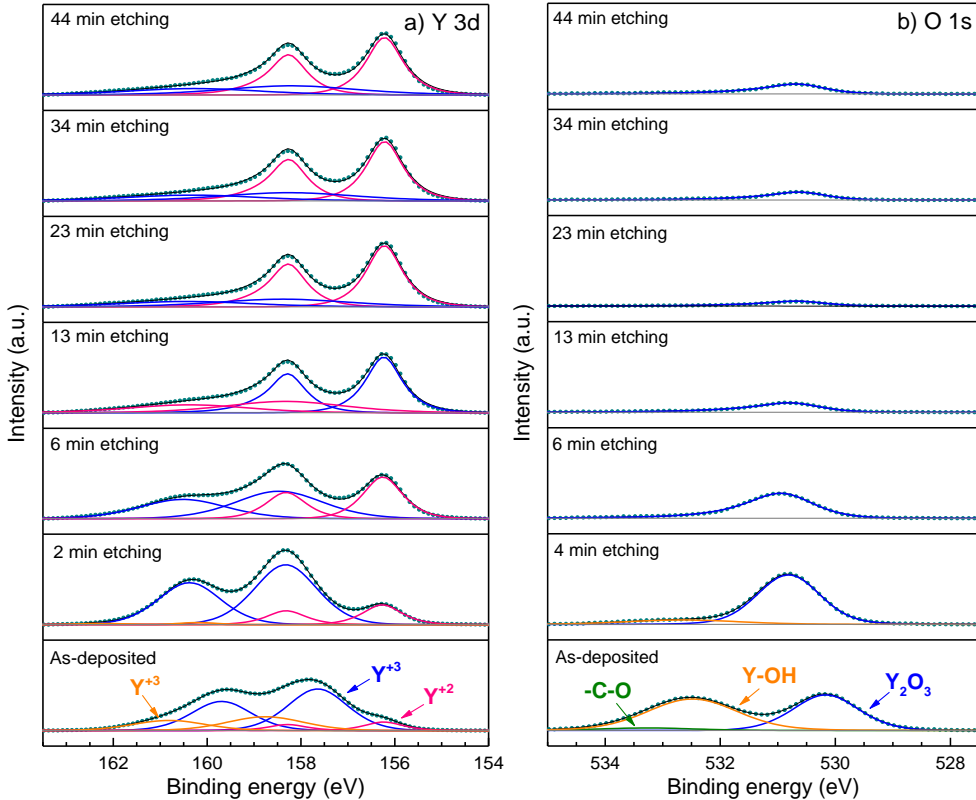 44 min etching
a) Y 3d
34 min etching
23 min etching
13 min etching
6 min etching
2 min etching
As-deposited
Y+3
Y+3
Y+2
Intensity (a.u.)
162 160 158 156 154
Binding energy (eV)
44 min etching
b) O 1s
34 min etching
23 min etching
13 min etching
6 min etching
4 min etching
As-deposited
-C-O
Y-OH
Y2O3
Intensity (a.u.)
534 532 530 528
Binding energy (eV)